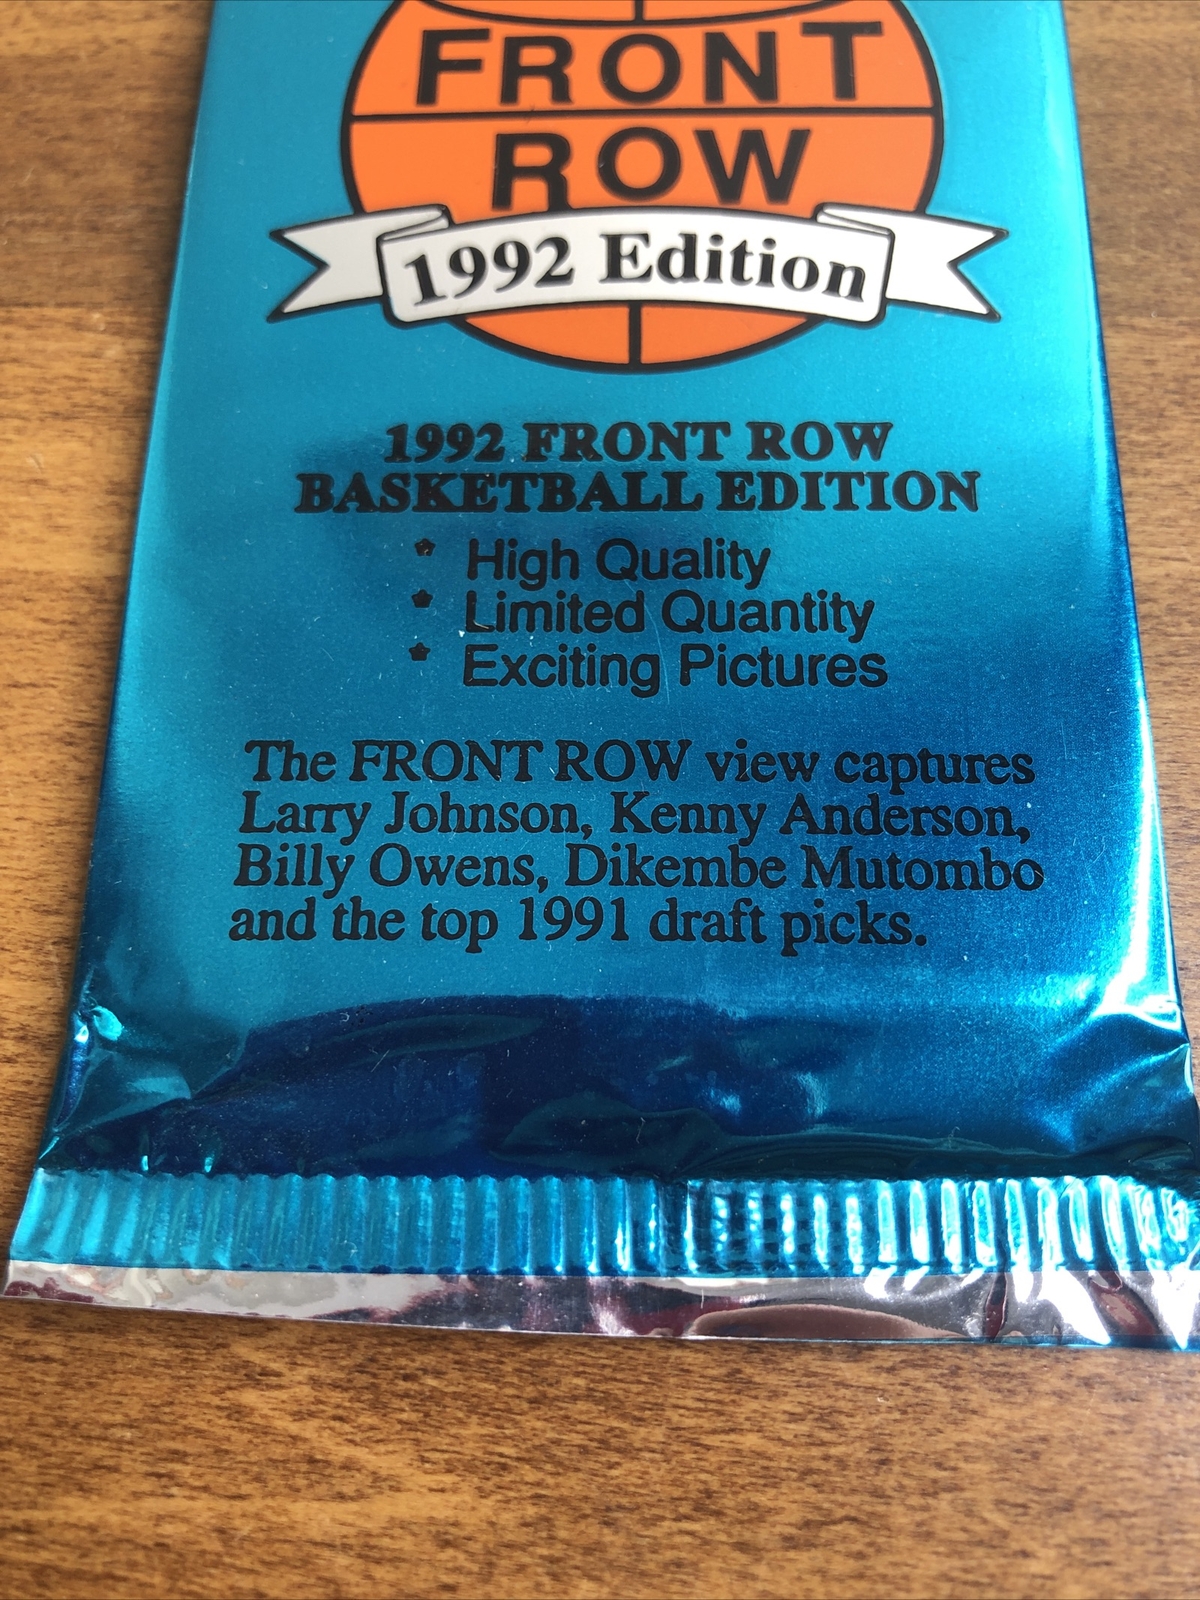 FRONT
ROW
1992 Edition
1992 FRONT ROW
BASKETBALL EDITION
* High Quality
* Limited Quantity
* Exciting Pictures
The FRONT ROW view captures
Larry Johnson, Kenny Anderson,
Billy Owens, Dikembe Mutombo
and the top 1991 draft picks.